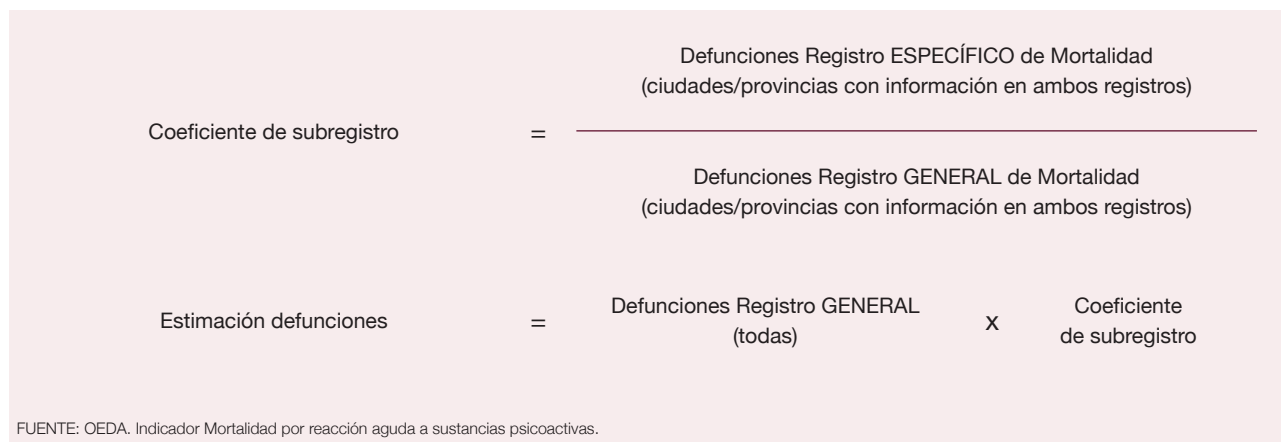 Defunciones Registro ESPECÍFICO de Mortalidad
(ciudades/provincias con información en ambos registros)
Coeficiente de subregistro =
Defunciones Registro GENERAL de Mortalidad
(ciudades/provincias con información en ambos registros)
Estimación defunciones = Defunciones Registro GENERAL
(todas) x Coeficiente
de subregistro
FUENTE: OEDA. Indicador Mortalidad por reacción aguda a sustancias psicoactivas.